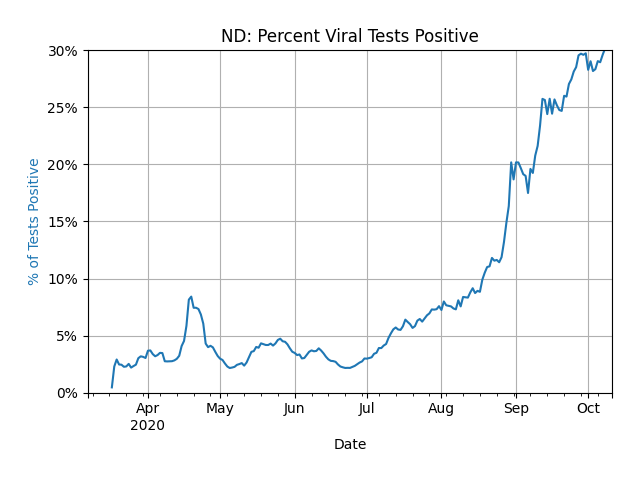 ND: Percent Viral Tests Positive
30%
25%
20%
15%
10%
5%
0%
% of Tests Positive
Apr
2020
May
Jun
Jul
Aug
Sep
Oct
Date